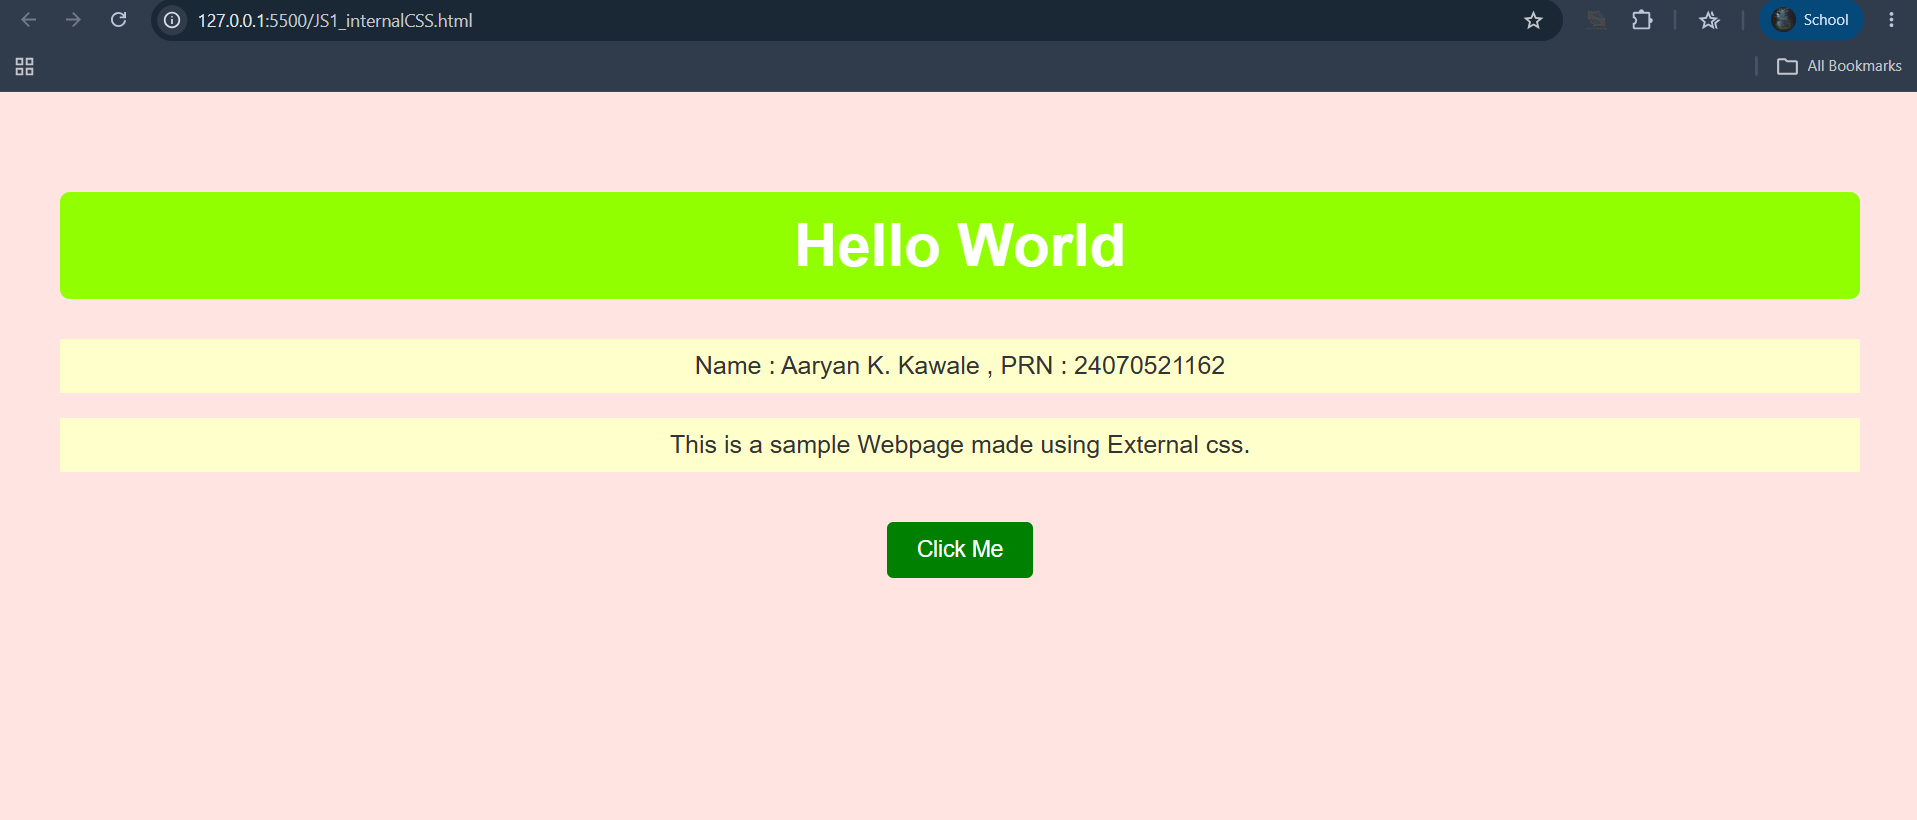 127.0.0.1:5500/JS1_internalCSS.html
School
All Bookmarks
Hello World
Name : Aaryan K. Kawale , PRN : 24070521162
This is a sample Webpage made using External css.
Click Me